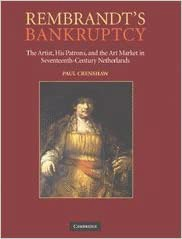 REMBRANDT'S
BANKRUPTCY
The Artist, His Patrons, and the Art Market in
Seventeenth-Century Netherlands
PAUL CRENSHAW
CAMBRIDGE